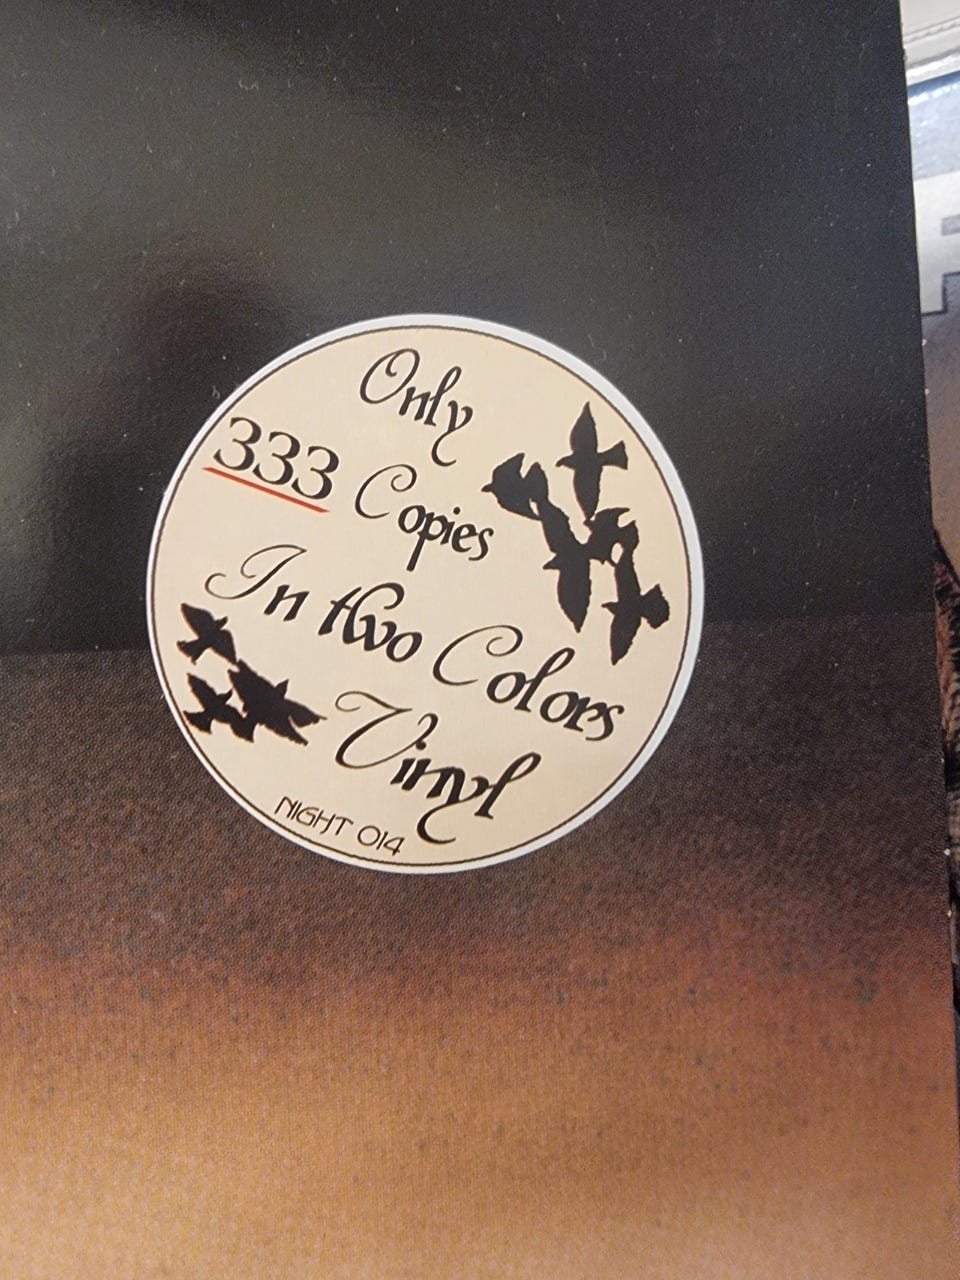 Only
333 Copies
In two Colors
Vinyl
NIGHT 014